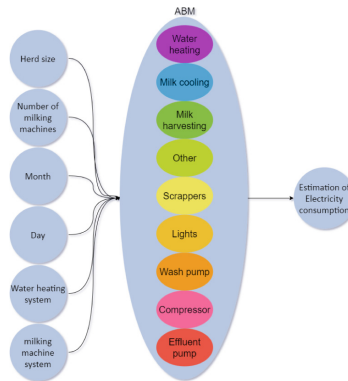 ABM
Herd size
Number of
milking
machines
Month
Day
Water heating
system
milking
machine
system
Water
heating
Milk cooling
Milk
harvesting
Other
Scrappers
Lights
Wash pump
Compressor
Effluent
pump
Estimation of
Electricity
consumption